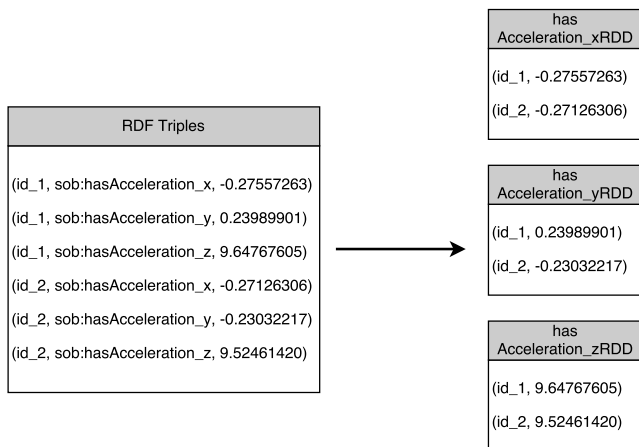 RDF Triples
(id_1, sob:hasAcceleration_x, -0.27557263)
(id_1, sob:hasAcceleration_y, 0.23989901)
(id_1, sob:hasAcceleration_z, 9.64767605)
(id_2, sob:hasAcceleration_x, -0.27126306)
(id_2, sob:hasAcceleration_y, -0.23032217)
(id_2, sob:hasAcceleration_z, 9.52461420)
has
Acceleration_xRDD
(id_1, -0.27557263)
(id_2, -0.27126306)
has
Acceleration_yRDD
(id_1, 0.23989901)
(id_2, -0.23032217)
has
Acceleration_zRDD
(id_1, 9.64767605)
(id_2, 9.52461420)